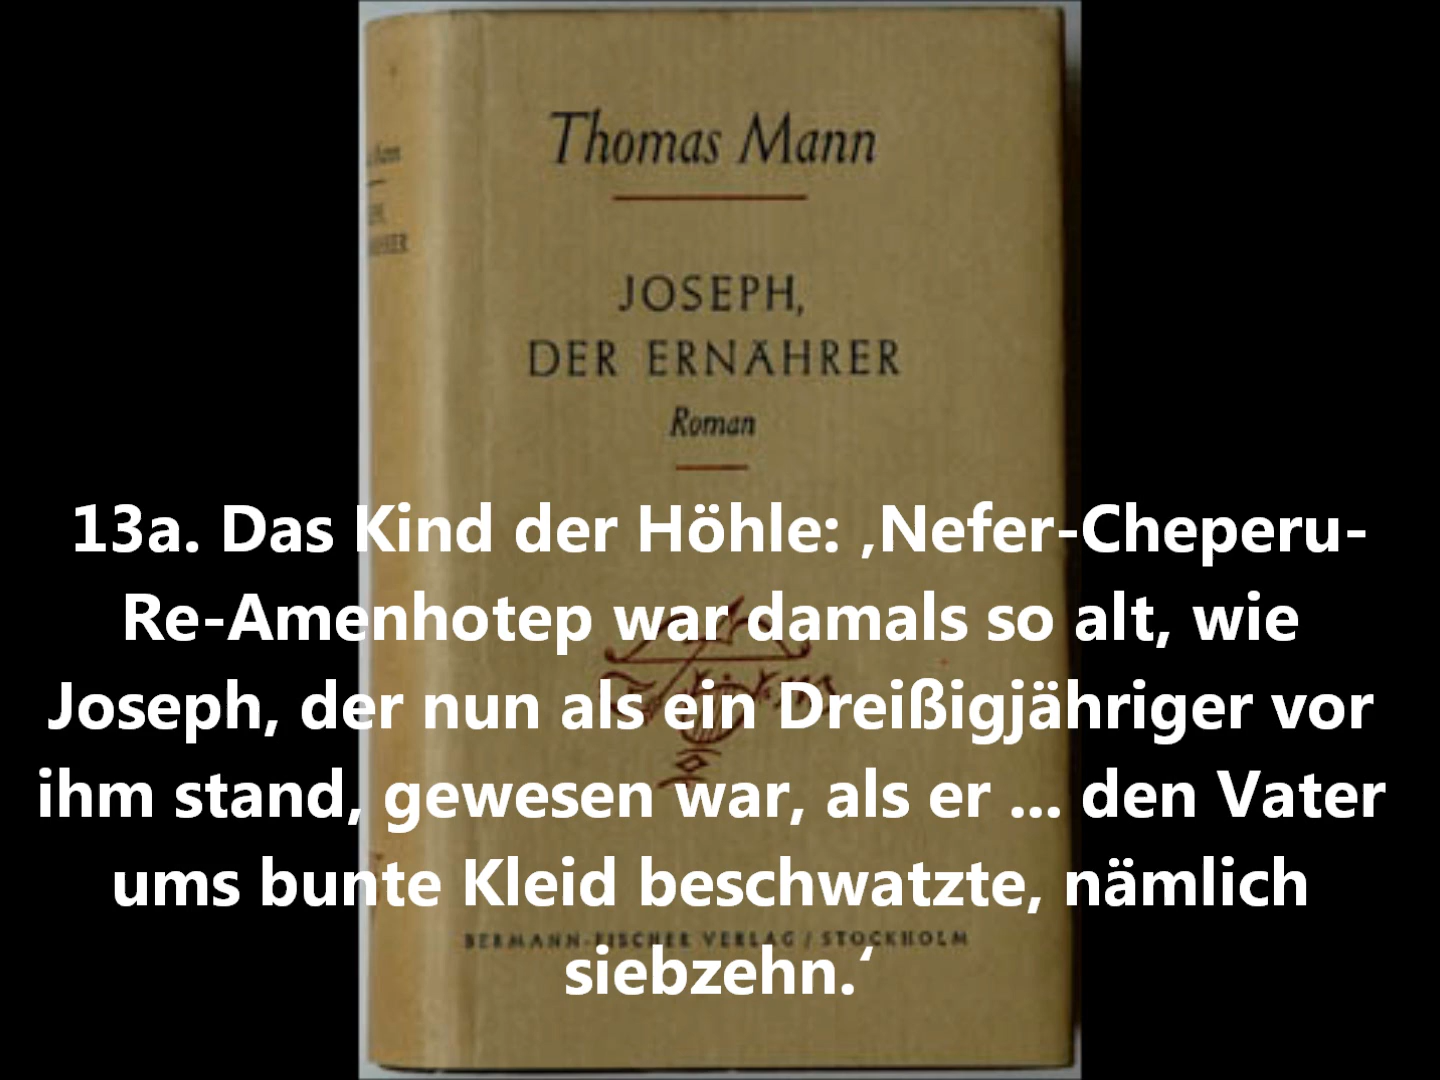 Thomas Mann
JOSEPH,
DER ERNÄHRER
Roman
13a. Das Kind der Höhle: ‚Nefer-Cheperu-
Re-Amenhotep war damals so alt, wie
Joseph, der nun als ein Dreißigjähriger vor
ihm stand, gewesen war, als er ... den Vater
ums bunte Kleid beschwatzte, nämlich
BERMANN-FISCHER VERLAG / STOCKHOLM
siebzehn.‘